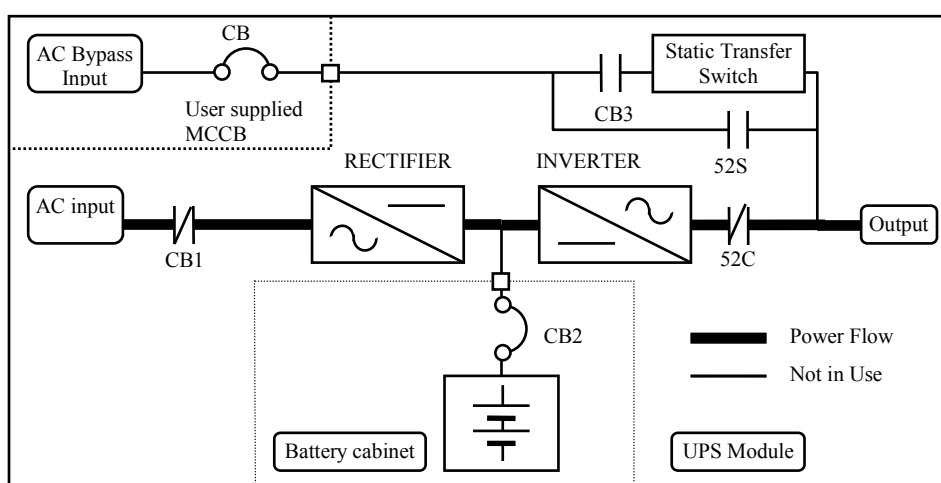 CB
AC Bypass
Input
User supplied
MCCB
Static Transfer
Switch
CB3
52S
RECTIFIER
INVERTER
AC input
CB1
52C
Output
CB2
Power Flow
Not in Use
Battery cabinet
UPS Module